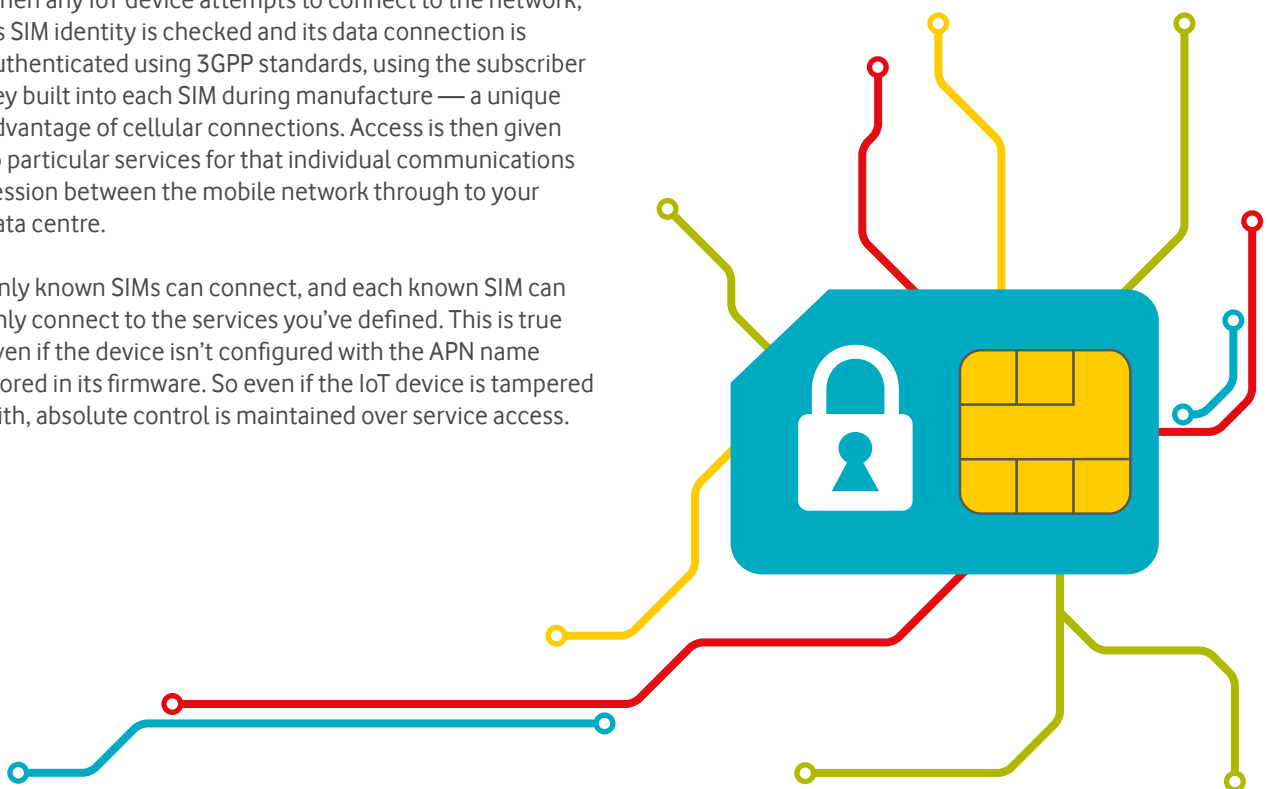 hen any IoT device attempts to connect to the network,
s SIM identity is checked and its data connection is
uthenticated using 3GPP standards, using the subscriber
ey built into each SIM during manufacture — a unique
dvantage of cellular connections. Access is then given
o particular services for that individual communications
ession between the mobile network through to your
ata centre.
nly known SIMs can connect, and each known SIM can
nly connect to the services you’ve defined. This is true
ven if the device isn’t configured with the APN name
tored in its firmware. So even if the IoT device is tampered
ith, absolute control is maintained over service access.